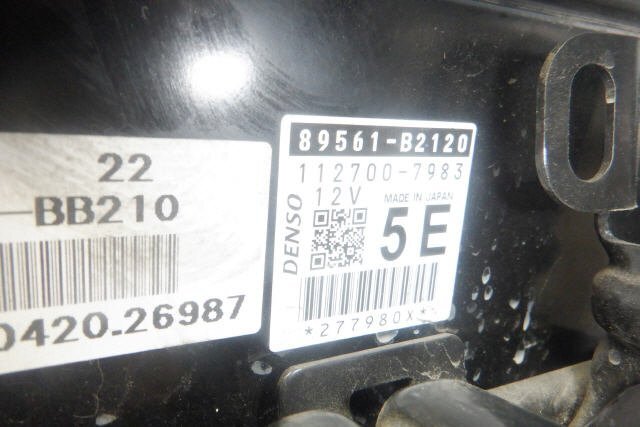 22
-BB210
0420.26987
89561-B2120
112700-7983
12V MADE IN JAPAN
DENSO
5E
*277980X*